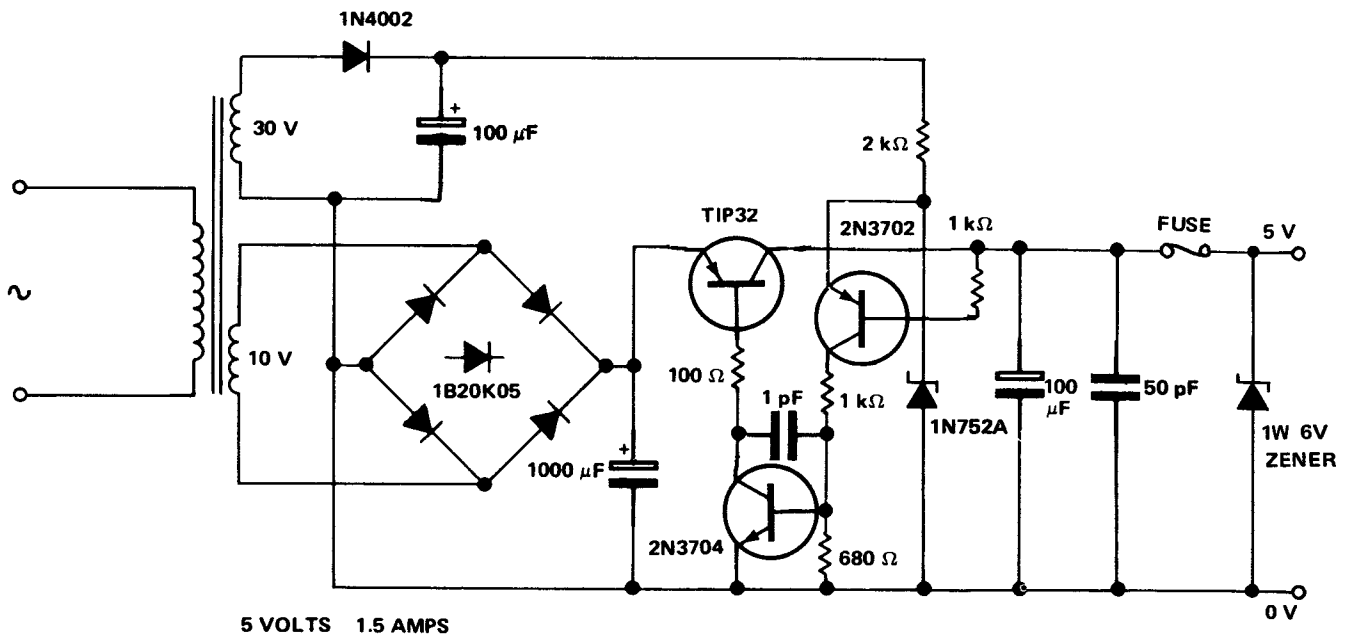 1N4002
30 V
+
100 µF
2 kΩ
TIP32
2N3702
1 kΩ
FUSE
5 V
~
10 V
1B20K05
100 Ω
1 pF
1 kΩ
1N752A
100
µF
50 pF
1W 6V
ZENER
+
1000 µF
2N3704
680 Ω
0 V
5 VOLTS 1.5 AMPS